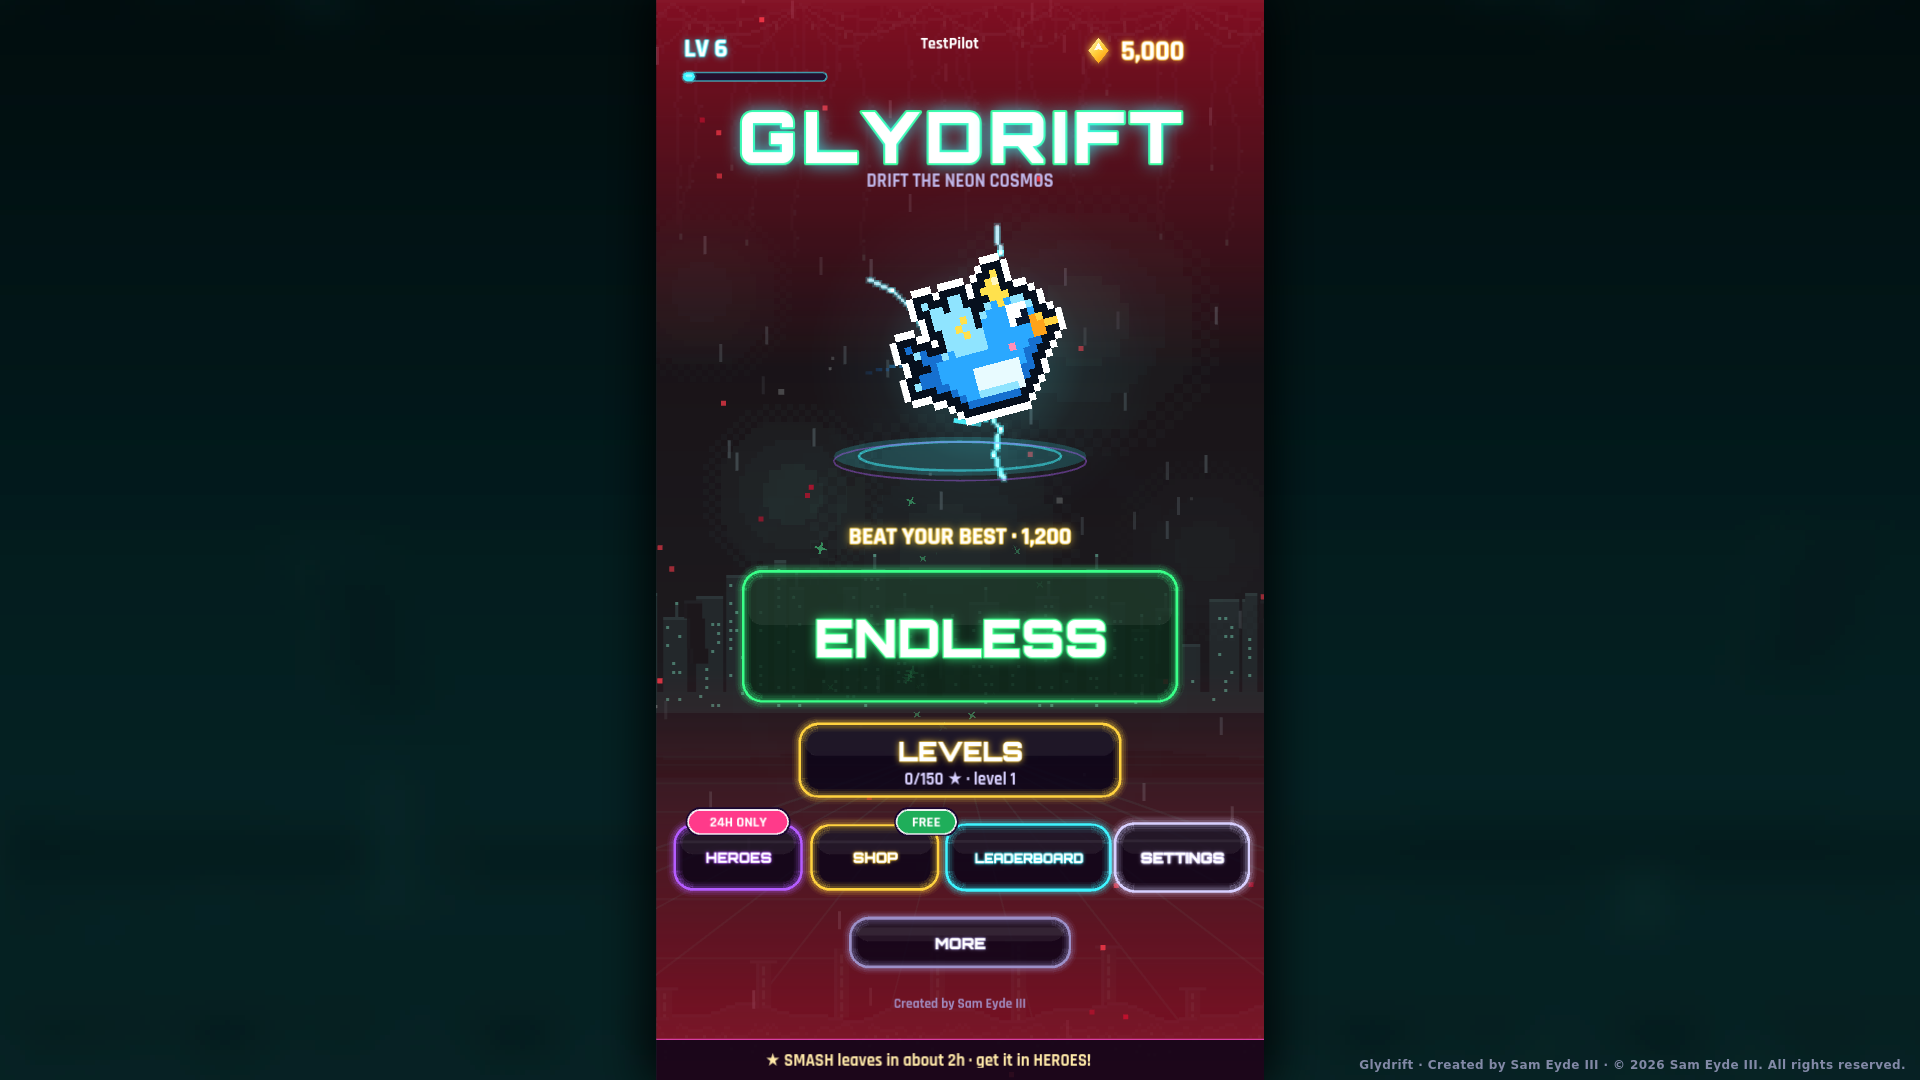 LV 6
TestPilot
5,000
GLYDRIFT
DRIFT THE NEON COSMOS
BEAT YOUR BEST · 1,200
ENDLESS
LEVELS
0/150 ★ · level 1
24H ONLY
FREE
HEROES
SHOP
LEADERBOARD
SETTINGS
MORE
Created by Sam Eyde III
★ SMASH leaves in about 2h · get it in HEROES!
Glydrift · Created by Sam Eyde III · © 2026 Sam Eyde III. All rights reserved.